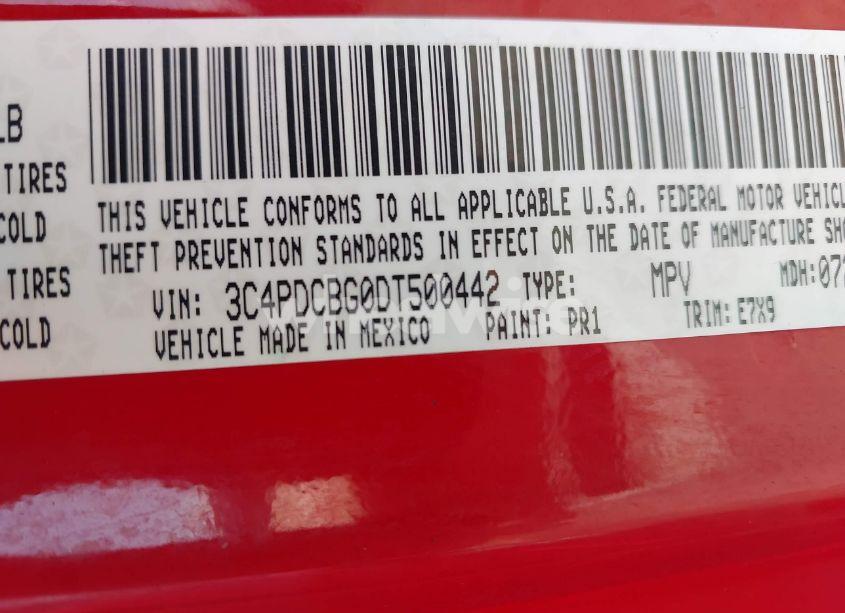 LB
TIRES
COLD
TIRES
COLD
THIS VEHICLE CONFORMS TO ALL APPLICABLE U.S.A. FEDERAL MOTOR VEHICL
THEFT PREVENTION STANDARDS IN EFFECT ON THE DATE OF MANUFACTURE SHO
VIN: 3C4PDCBG0DT500442 TYPE: MPV MDH:07
VEHICLE MADE IN MEXICO PAINT: PR1 TRIM: E7X9